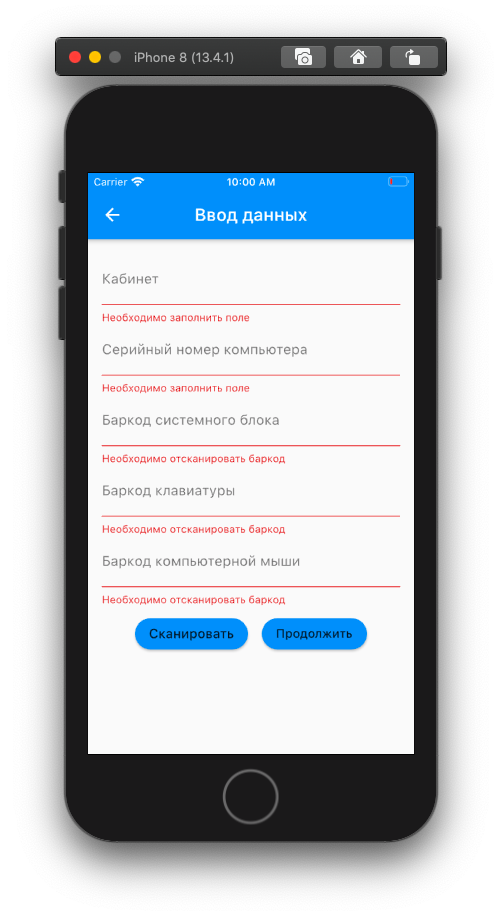 iPhone 8 (13.4.1)
Carrier 10:00 AM
Ввод данных
Кабинет
Необходимо заполнить поле
Серийный номер компьютера
Необходимо заполнить поле
Баркод системного блока
Необходимо отсканировать баркод
Баркод клавиатуры
Необходимо отсканировать баркод
Баркод компьютерной мыши
Необходимо отсканировать баркод
Сканировать Продолжить